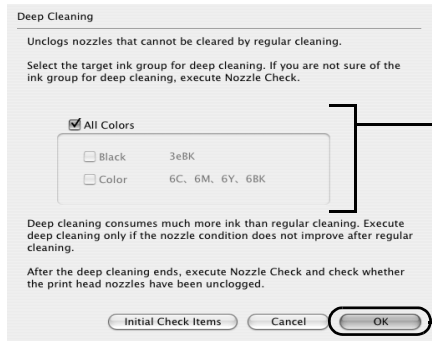 Deep Cleaning
Unclogs nozzles that cannot be cleared by regular cleaning.
Select the target ink group for deep cleaning. If you are not sure of the
ink group for deep cleaning, execute Nozzle Check.
All Colors
Black 3eBK
Color 6C、6M、6Y、6BK
Deep cleaning consumes much more ink than regular cleaning. Execute
deep cleaning only if the nozzle condition does not improve after regular
cleaning.
After the deep cleaning ends, execute Nozzle Check and check whether
the print head nozzles have been unclogged.
Initial Check Items Cancel OK